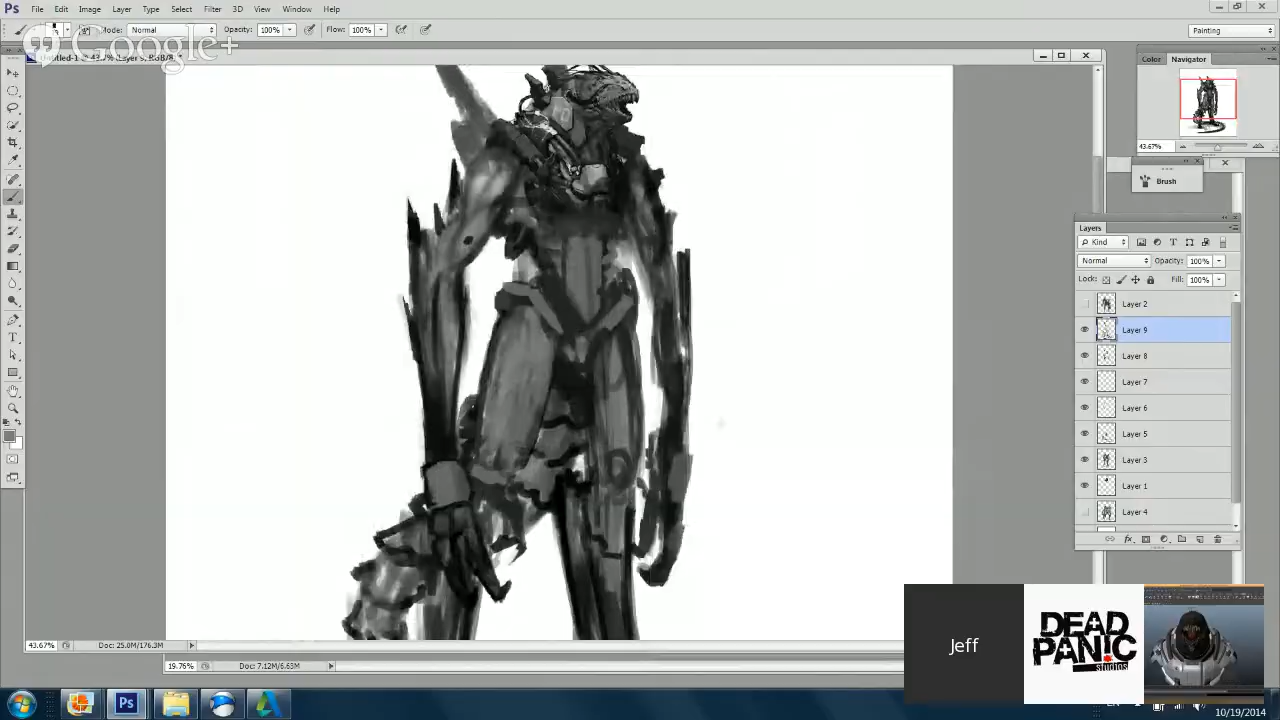 Ps File Edit Image Layer Type Select Filter 3D View Window Help
Mode: Normal Opacity: 100% Flow: 100% Painting
Google+
Color Navigator
43.67%
Brush
Layers
Kind
Normal Opacity: 100%
Lock: Fill: 100%
Layer 2
Layer 9
Layer 8
Layer 7
Layer 6
Layer 5
Layer 3
Layer 1
Layer 4
fx
43.67% Doc: 25.0M/176.3M
19.76% Doc: 7.12M/6.63M
Jeff
DEAD
PANIC
studios
Ps
10/19/2014